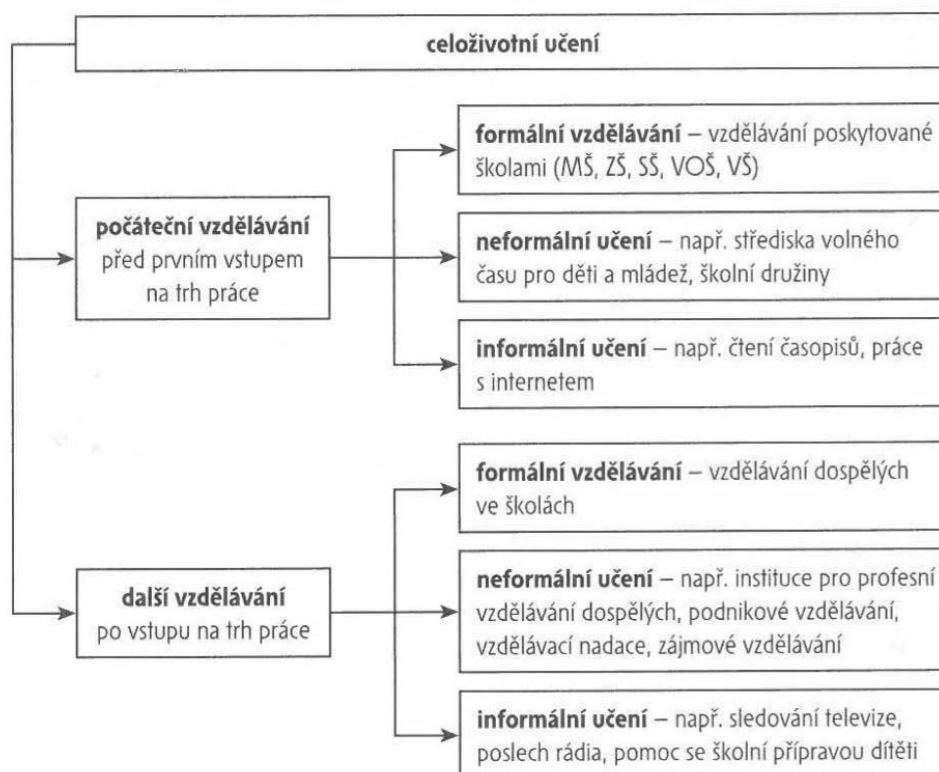 celoživotní učení
formální vzdělávání – vzdělávání poskytované
školami (MŠ, ZŠ, SŠ, VOŠ, VŠ)
počáteční vzdělávání
před prvním vstupem
na trh práce
neformální učení – např. střediska volného
času pro děti a mládež, školní družiny
informální učení – např. čtení časopisů, práce
s internetem
formální vzdělávání – vzdělávání dospělých
ve školách
další vzdělávání
po vstupu na trh práce
neformální učení – např. instituce pro profesní
vzdělávání dospělých, podnikové vzdělávání,
vzdělávací nadace, zájmové vzdělávání
informální učení – např. sledování televize,
poslech rádia, pomoc se školní přípravou dítěti